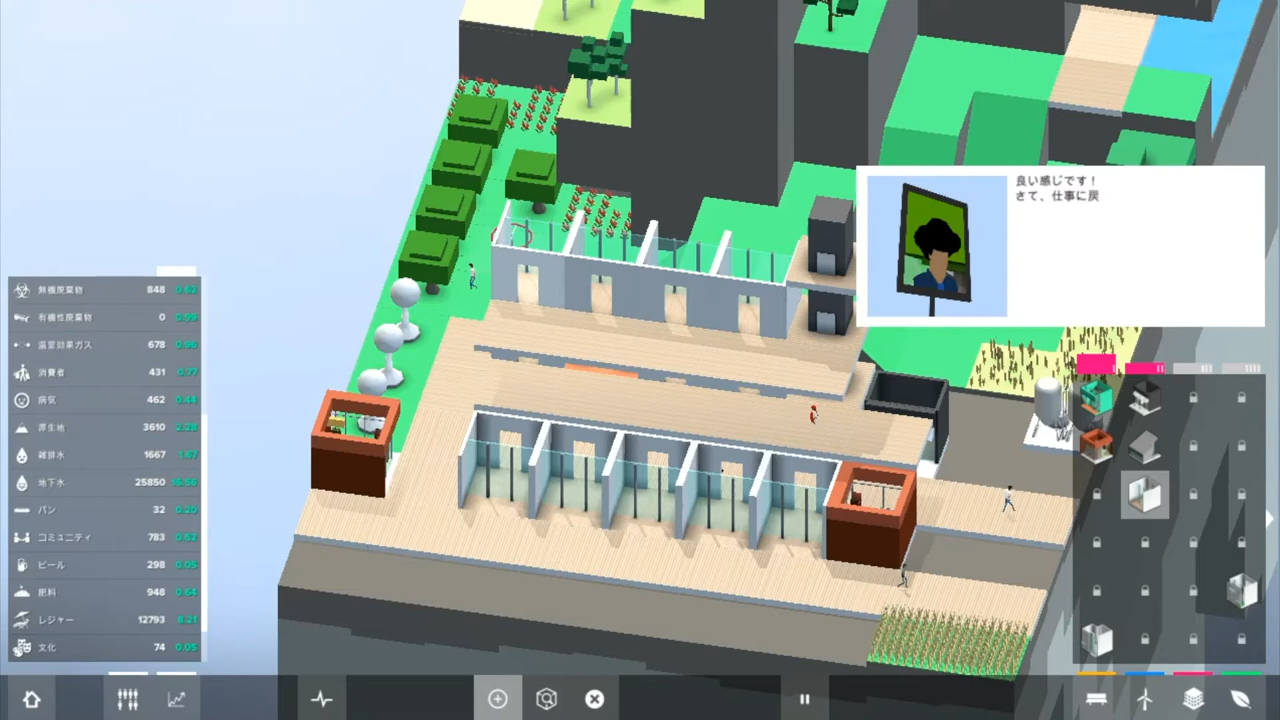 良い感じです！
さて、仕事に戻
無機廃棄物 848 0.62
有機性廃棄物 0 0.99
温室効果ガス 678 0.96
消費者 431 0.77
病気 462 0.44
原生地 3610 2.23
雑排水 1667 1.67
地下水 25850 16.56
パン 32 0.20
コミュニティ 783 0.62
ビール 298 0.05
肥料 948 0.64
レジャー 12793 8.21
文化 74 0.05